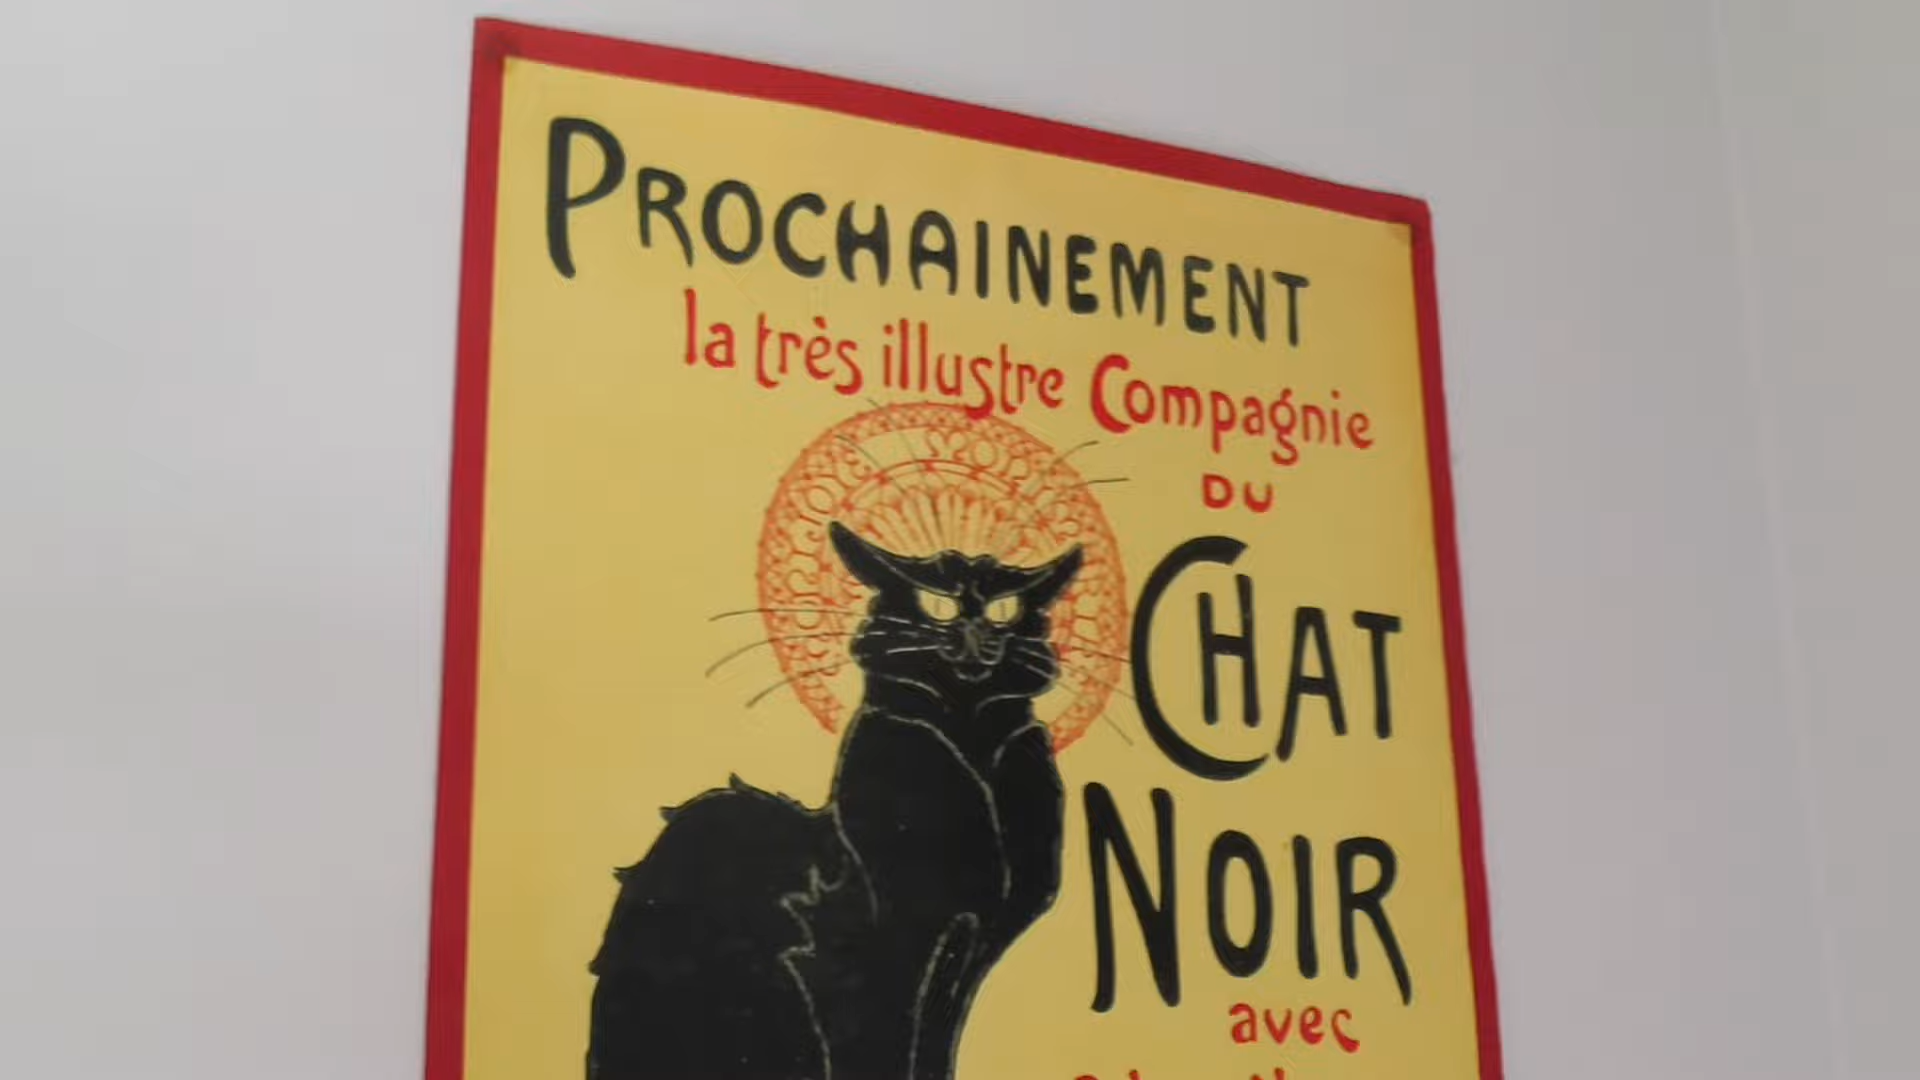 PROCHAINEMENT
la très illustre Compagnie
DU
CHAT
NOIR
avec